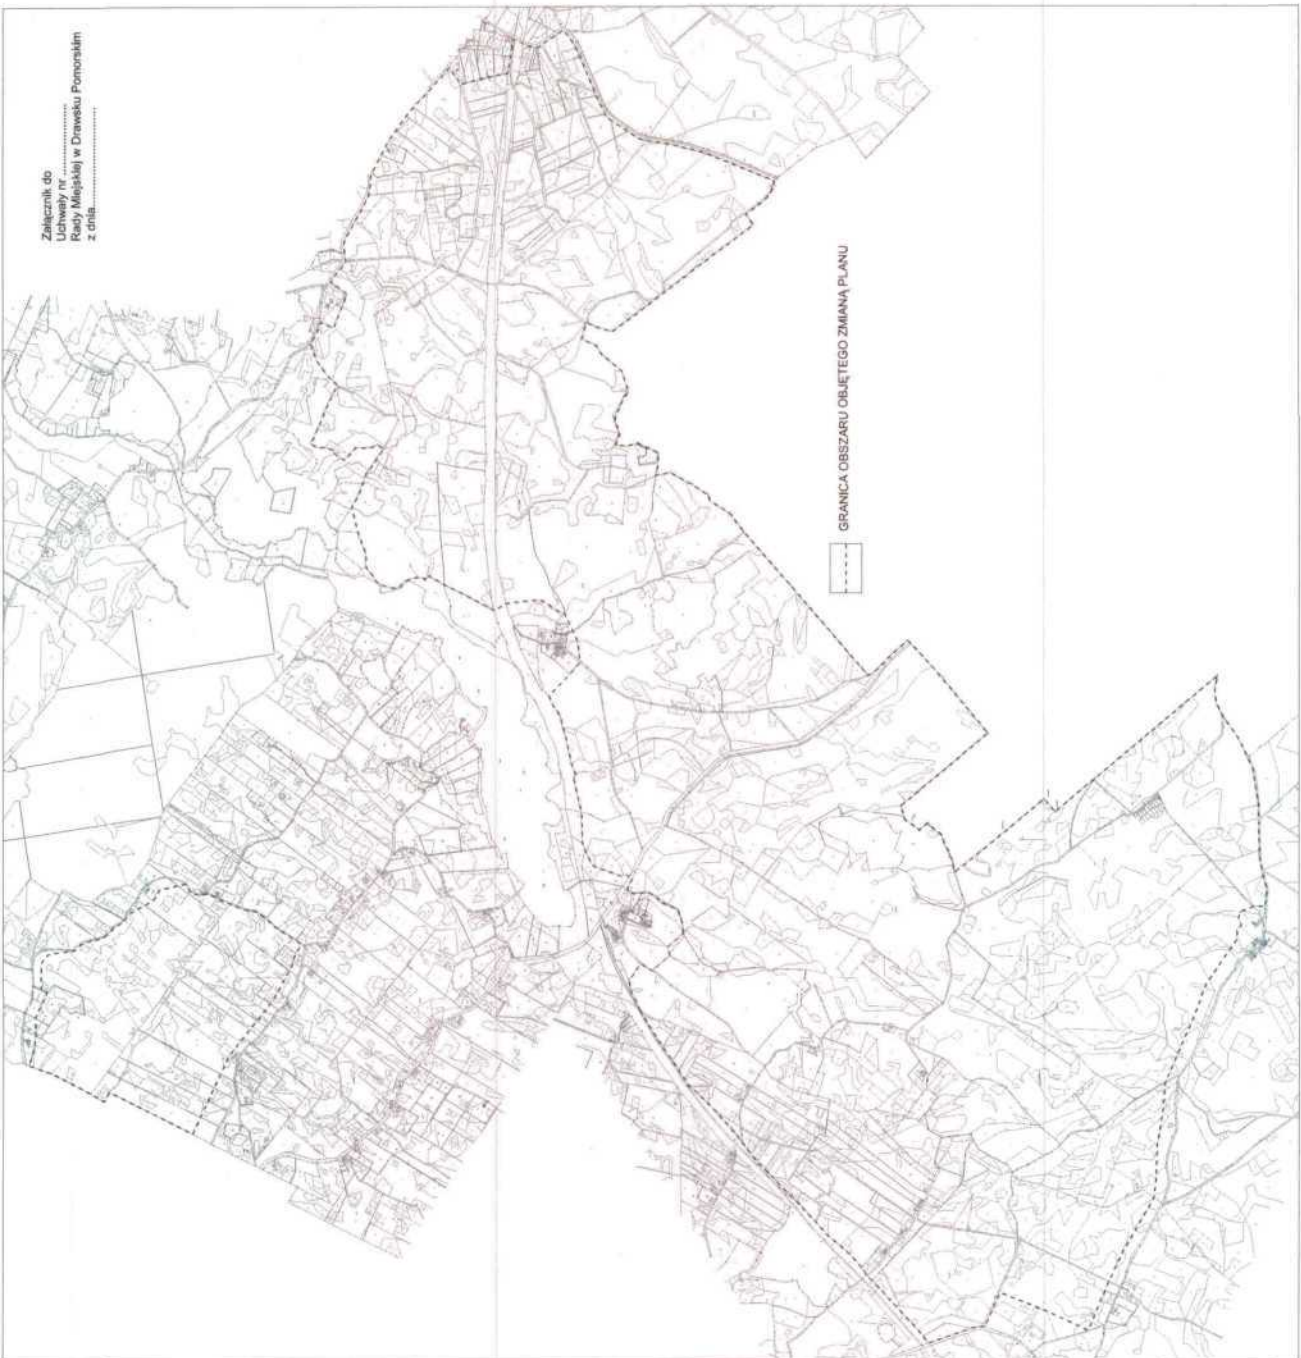 Załącznik do
Uchwały nr ........................
Rady Miejskiej w Drawsku Pomorskim
z dnia........................
GRANICA OBSZARU OBJĘTEGO ZMIANĄ PLANU